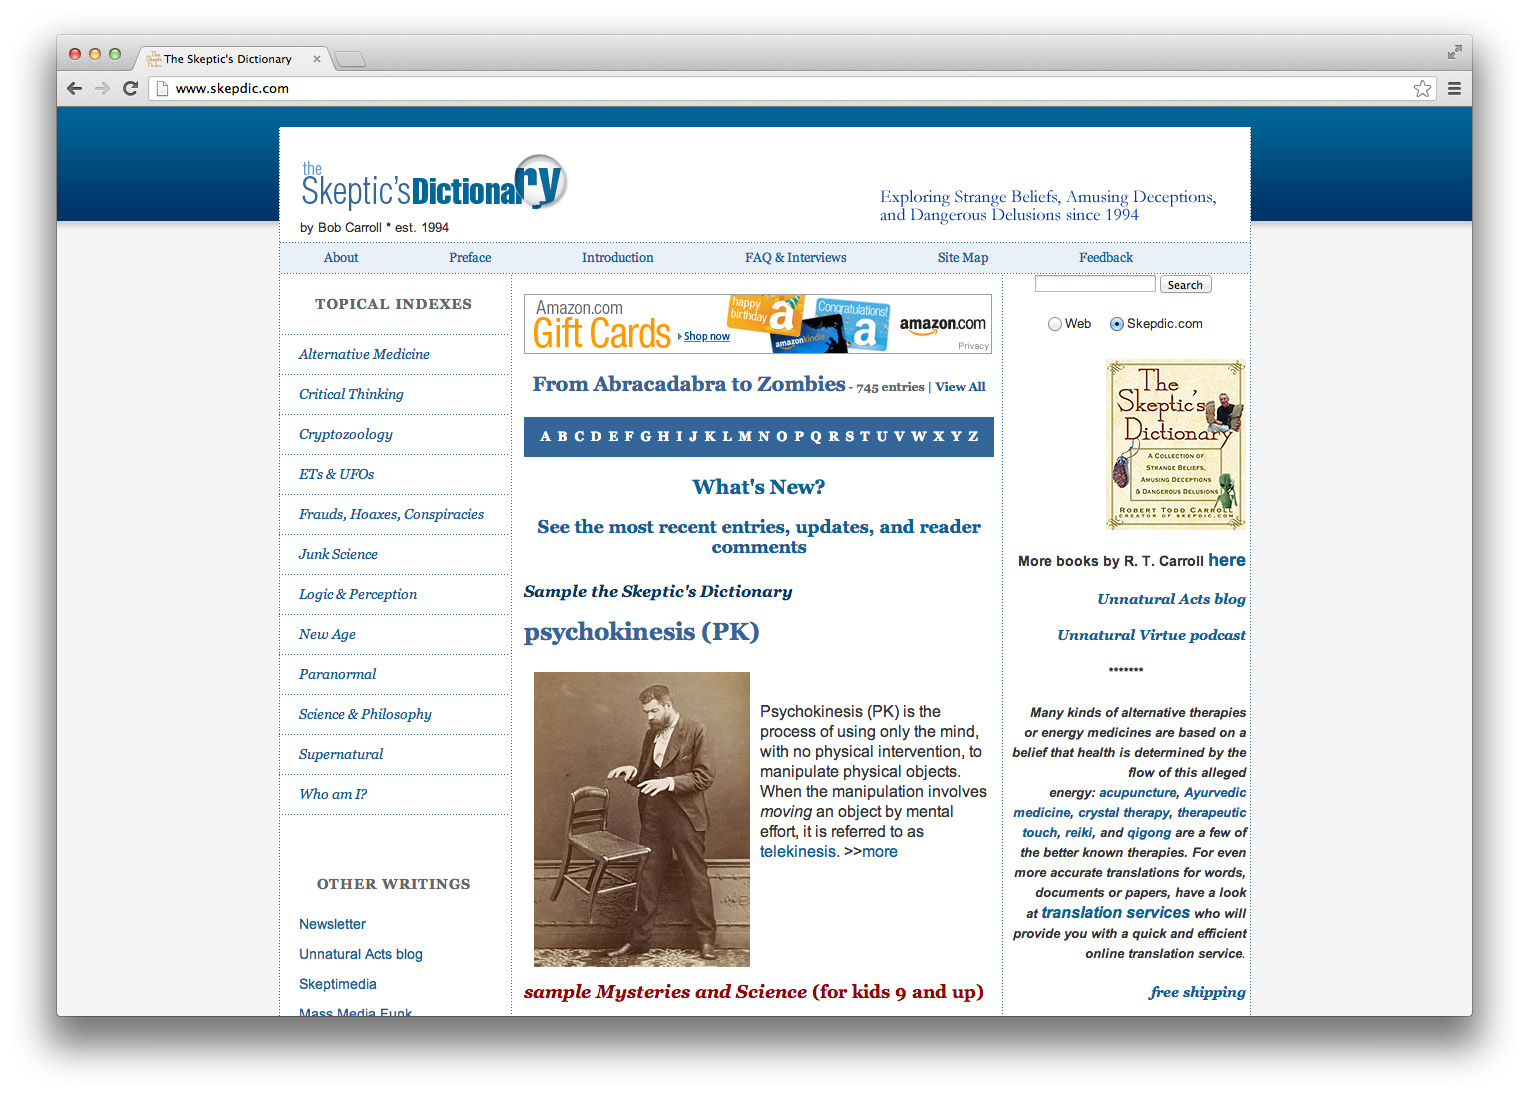 The Skeptic's Dictionary
www.skepdic.com
the
Skeptic'sDictionary
by Bob Carroll * est. 1994
Exploring Strange Beliefs, Amusing Deceptions,
and Dangerous Delusions since 1994
About Preface Introduction FAQ & Interviews Site Map Feedback
TOPICAL INDEXES
Alternative Medicine
Critical Thinking
Cryptozoology
ETs & UFOs
Frauds, Hoaxes, Conspiracies
Junk Science
Logic & Perception
New Age
Paranormal
Science & Philosophy
Supernatural
Who am I?
OTHER WRITINGS
Newsletter
Unnatural Acts blog
Skeptimedia
Mass Media Funk
Amazon.com
Gift Cards
Shop now
happy
birthday
a
amazonkindle
Congratulations!
a
amazon.com
Privacy
From Abracadabra to Zombies - 745 entries | View All
A B C D E F G H I J K L M N O P Q R S T U V W X Y Z
What's New?
See the most recent entries, updates, and reader
comments
Sample the Skeptic's Dictionary
psychokinesis (PK)
Psychokinesis (PK) is the
process of using only the mind,
with no physical intervention, to
manipulate physical objects.
When the manipulation involves
moving an object by mental
effort, it is referred to as
telekinesis. >>more
sample Mysteries and Science (for kids 9 and up)
Search
Web Skepdic.com
The
Skeptic's
Dictionary
A COLLECTION OF
STRANGE BELIEFS,
AMUSING DECEPTIONS
& DANGEROUS DELUSIONS
ROBERT TODD CARROLL
CREATOR OF SKEPDIC.COM
More books by R. T. Carroll here
Unnatural Acts blog
Unnatural Virtue podcast
*******
Many kinds of alternative therapies
or energy medicines are based on a
belief that health is determined by the
flow of this alleged
energy: acupuncture, Ayurvedic
medicine, crystal therapy, therapeutic
touch, reiki, and qigong are a few of
the better known therapies. For even
more accurate translations for words,
documents or papers, have a look
at translation services who will
provide you with a quick and efficient
online translation service.
free shipping